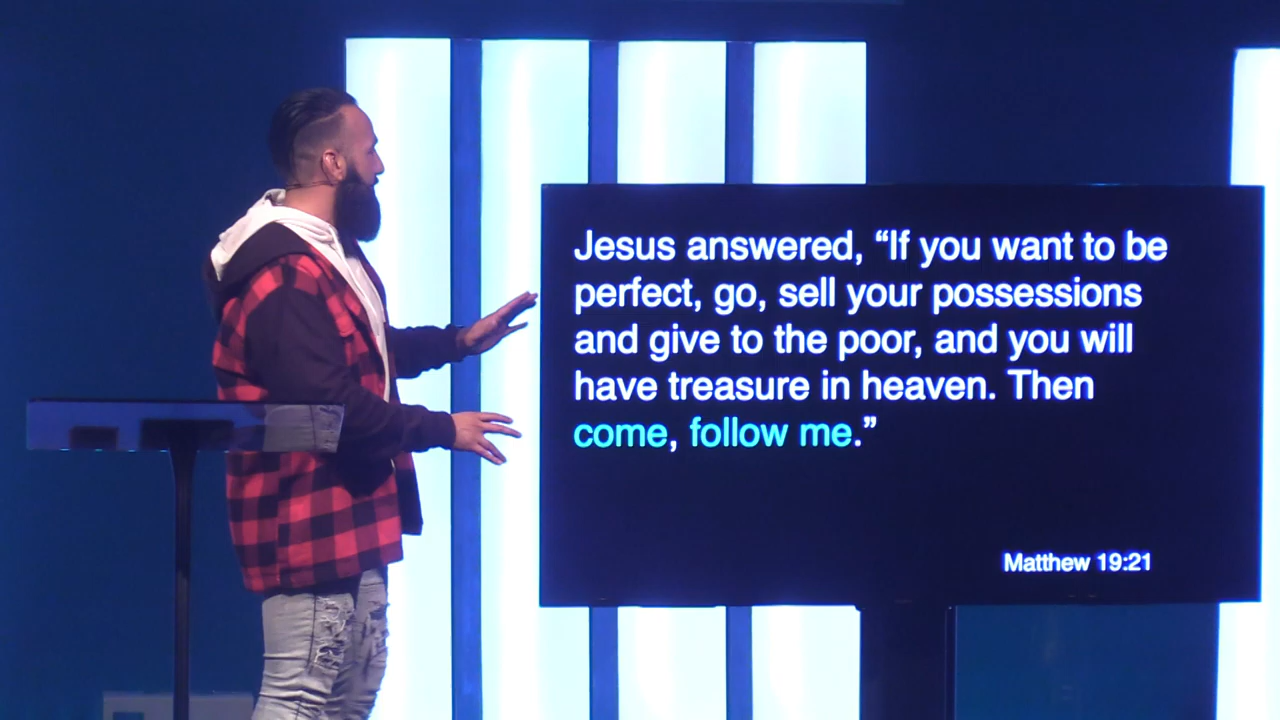 Jesus answered, “If you want to be
perfect, go, sell your possessions
and give to the poor, and you will
have treasure in heaven. Then
come, follow me.”
Matthew 19:21